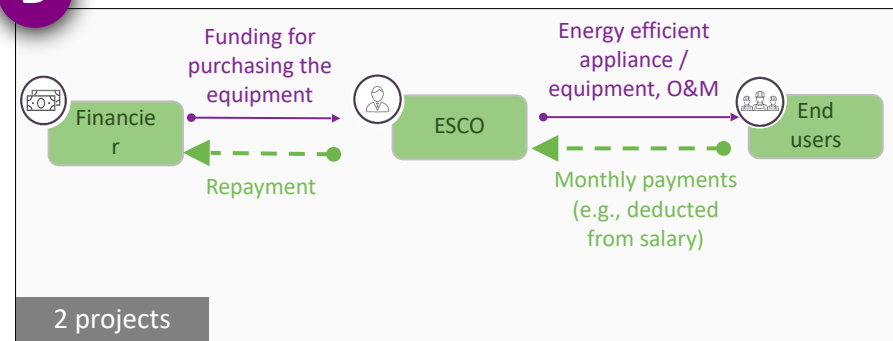 Funding for
purchasing the
equipment
Energy efficient
appliance /
equipment, O&M
Financie
r
ESCO
End
users
Repayment
Monthly payments
(e.g., deducted
from salary)
2 projects